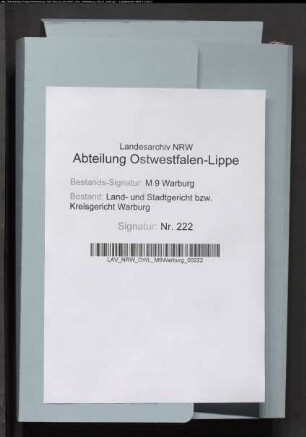 Landesarchiv NRW
Abteilung Ostwestfalen-Lippe
Bestands-Signatur: M 9 Warburg
Bestand: Land- und Stadtgericht bzw.
Kreisgericht Warburg
Signatur: Nr. 222
LAV_NRW_OWL_M9Warburg_00222